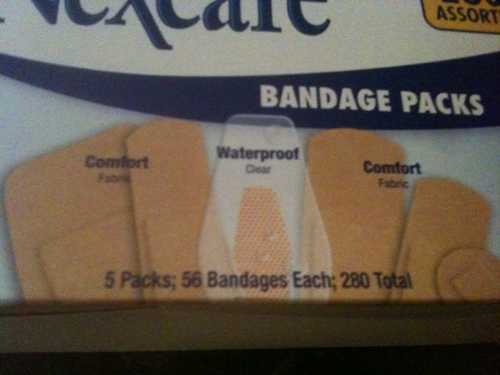 Nexcare
ASSORT
BANDAGE PACKS
Comfort
Fabric
Waterproof
Clear
Comfort
Fabric
5 Packs; 56 Bandages Each; 280 Total